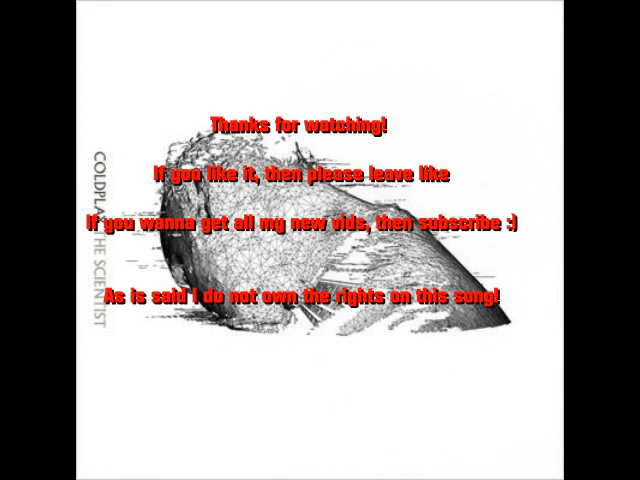 Thanks for watching!
If you like it, then please leave like
If you wanna get all my new vids, then subscribe :)
As is said I do not own the rights on this song!
COLDPLAY THE SCIENTIST